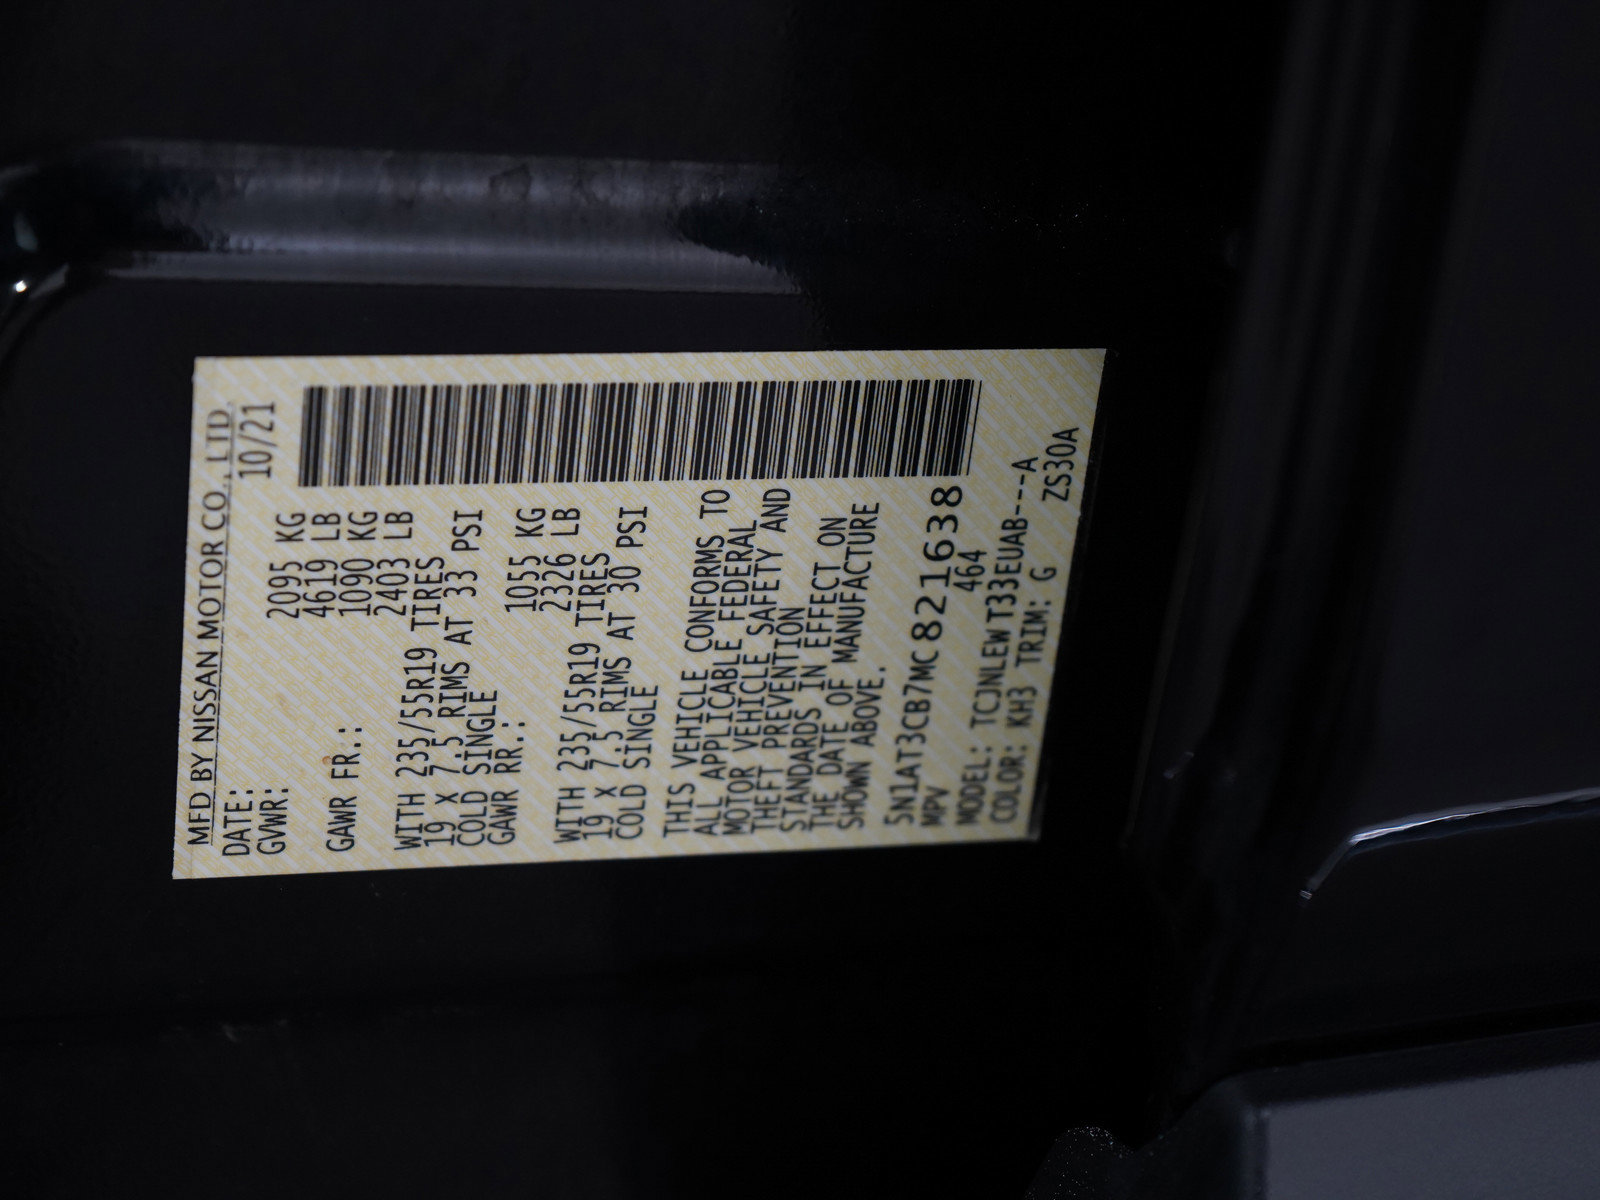 MFD BY NISSAN MOTOR CO., LTD.
DATE: 10/21
GVWR: 2095 KG
4619 LB
GAWR FR.: 1090 KG
2403 LB
WITH 235/55R19 TIRES
19 x 7.5 RIMS AT 33 PSI
COLD SINGLE
GAWR RR.: 1055 KG
2326 LB
WITH 235/55R19 TIRES
19 x 7.5 RIMS AT 30 PSI
COLD SINGLE
THIS VEHICLE CONFORMS TO
ALL APPLICABLE FEDERAL
MOTOR VEHICLE SAFETY AND
THEFT PREVENTION
STANDARDS IN EFFECT ON
THE DATE OF MANUFACTURE
SHOWN ABOVE.
5N1AT3CB7MC821638
MPV 464
MODEL: TCJNLEWT33EUAB---A
COLOR: KH3 TRIM: G ZS30A